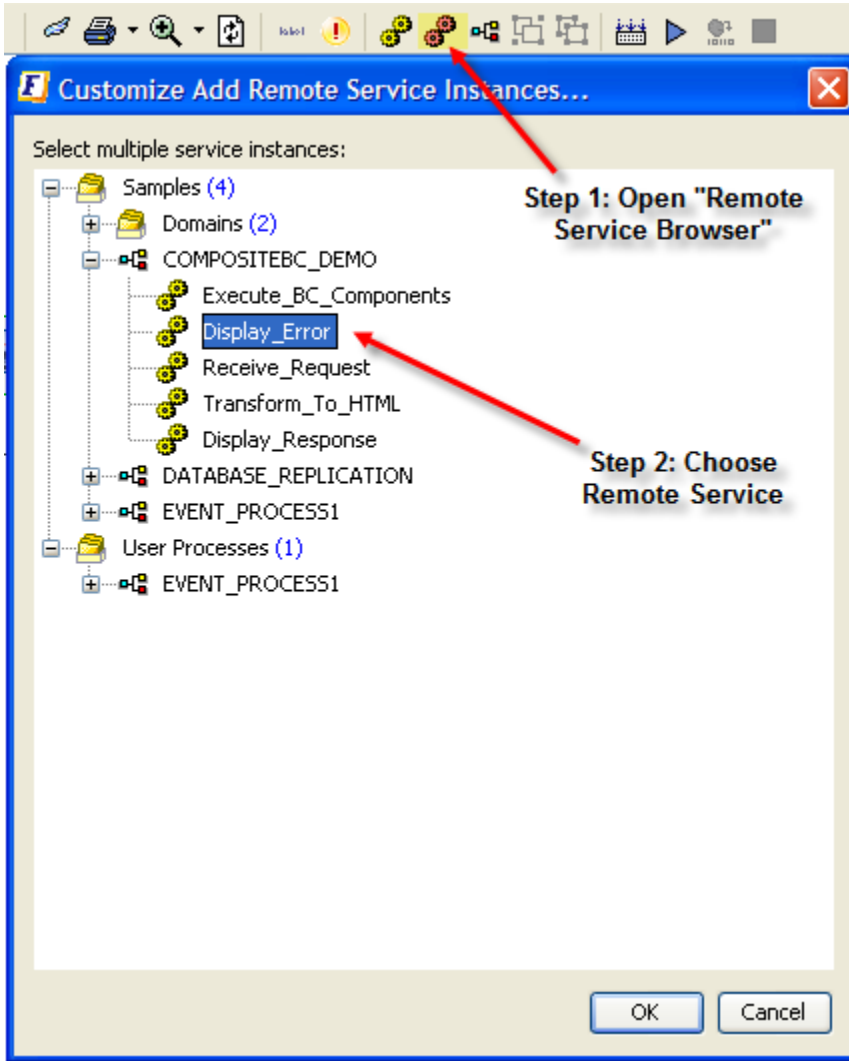 label
Customize Add Remote Service Instances...
Select multiple service instances:
Samples (4)
Step 1: Open "Remote
Service Browser"
Domains (2)
COMPOSITEBC_DEMO
Execute_BC_Components
Display_Error
Receive_Request
Transform_To_HTML
Display_Response
Step 2: Choose
Remote Service
DATABASE_REPLICATION
EVENT_PROCESS1
User Processes (1)
EVENT_PROCESS1
OK
Cancel